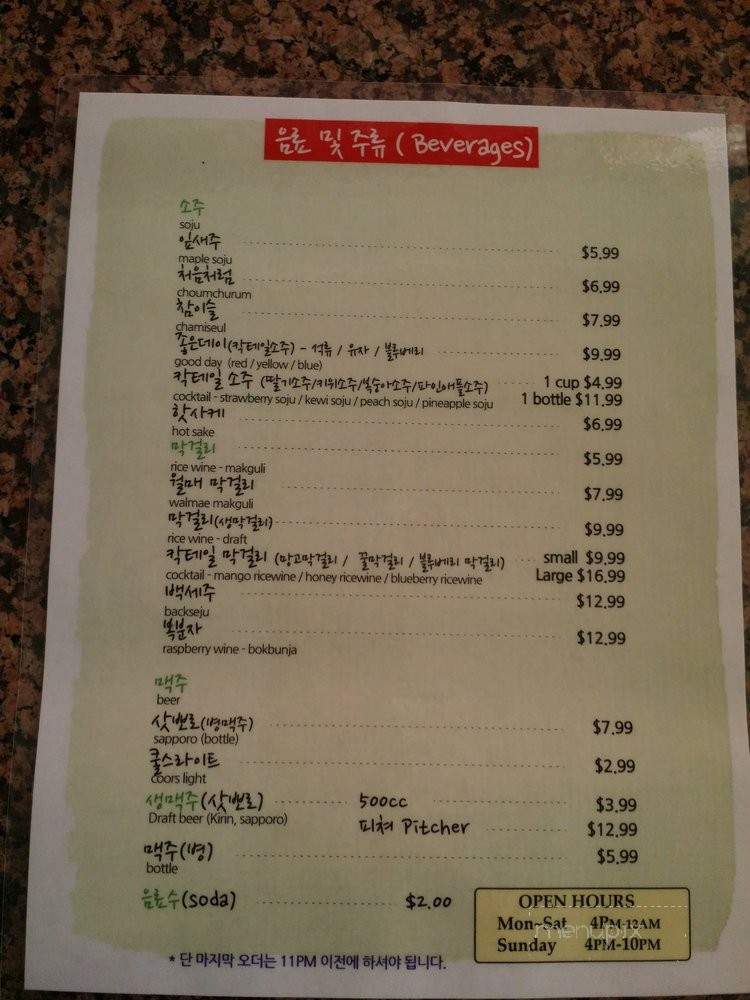 음료 및 주류 ( Beverages)
소주
soju
잎새주 $5.99
maple soju
처음처럼 $6.99
choumchurum
참이슬 $7.99
chamiseul
좋은데이(칵테일소주) - 석류 / 유자 / 블루베리 $9.99
good day (red / yellow / blue)
칵테일 소주 (딸기소주/키위소주/복숭아소주/파인애플소주) 1 cup $4.99
cocktail - strawberry soju / kewi soju / peach soju / pineapple soju 1 bottle $11.99
핫사케 $6.99
hot sake
막걸리 $5.99
rice wine - makguli
월매 막걸리 $7.99
walmae makguli
막걸리(생막걸리) $9.99
rice wine - draft
칵테일 막걸리 (망고막걸리 / 꿀막걸리 / 블루베리 막걸리) small $9.99
cocktail - mango ricewine / honey ricewine / blueberry ricewine Large $16.99
백세주 $12.99
backseju
복분자 $12.99
raspberry wine - bokbunja
맥주
beer
삿뽀로(병맥주) $7.99
sapporo (bottle)
쿨스라이트 $2.99
coors light
생맥주(삿뽀로) 500cc $3.99
Draft beer (Kirin, sapporo)
피쳐 Pitcher $12.99
맥주(병) $5.99
bottle
음료수(soda) $2.00
OPEN HOURS
Mon~Sat 4PM-12AM
Sunday 4PM-10PM
* 단 마지막 오더는 11PM 이전에 하셔야 됩니다.
menupix